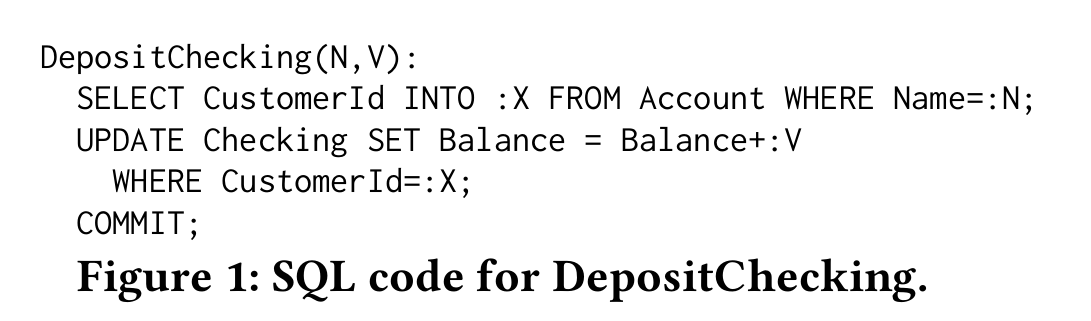 DepositChecking(N,V):
SELECT CustomerId INTO :X FROM Account WHERE Name=:N;
UPDATE Checking SET Balance = Balance+:V
WHERE CustomerId=:X;
COMMIT;
Figure 1: SQL code for DepositChecking.